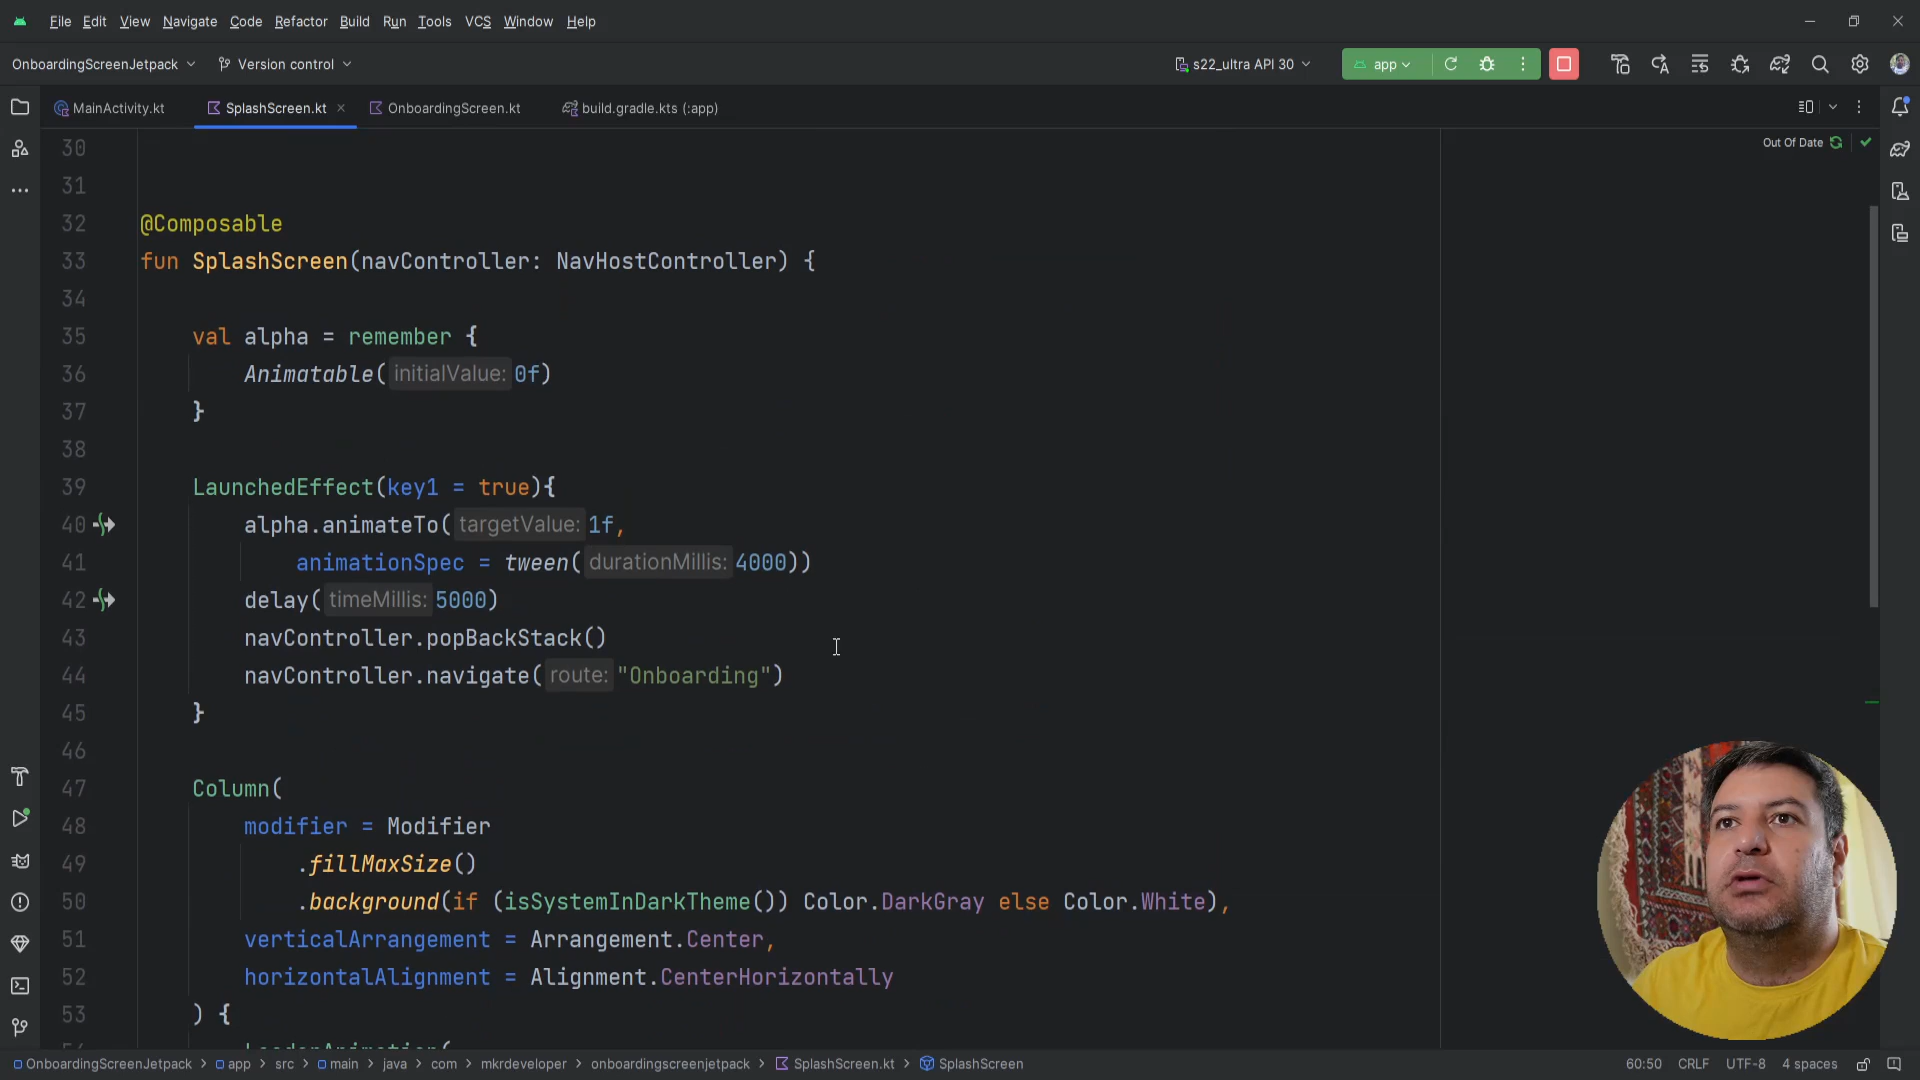 File Edit View Navigate Code Refactor Build Run Tools VCS Window Help
OnboardingScreenJetpack Version control s22_ultra API 30 app
MainActivity.kt SplashScreen.kt OnboardingScreen.kt build.gradle.kts (:app)
Out Of Date
30
31
32 @Composable
33 fun SplashScreen(navController: NavHostController) {
34
35 val alpha = remember {
36 Animatable( initialValue: 0f)
37 }
38
39 LaunchedEffect(key1 = true){
40 alpha.animateTo( targetValue: 1f,
41 animationSpec = tween( durationMillis: 4000))
42 delay( timeMillis: 5000)
43 navController.popBackStack()
44 navController.navigate( route: "Onboarding")
45 }
46
47 Column(
48 modifier = Modifier
49 .fillMaxSize()
50 .background(if (isSystemInDarkTheme()) Color.DarkGray else Color.White),
51 verticalArrangement = Arrangement.Center,
52 horizontalAlignment = Alignment.CenterHorizontally
53 ) {
OnboardingScreenJetpack > app > src > main > java > com > mkrdeveloper > onboardingscreenjetpack > SplashScreen.kt > SplashScreen 60:50 CRLF UTF-8 4 spaces